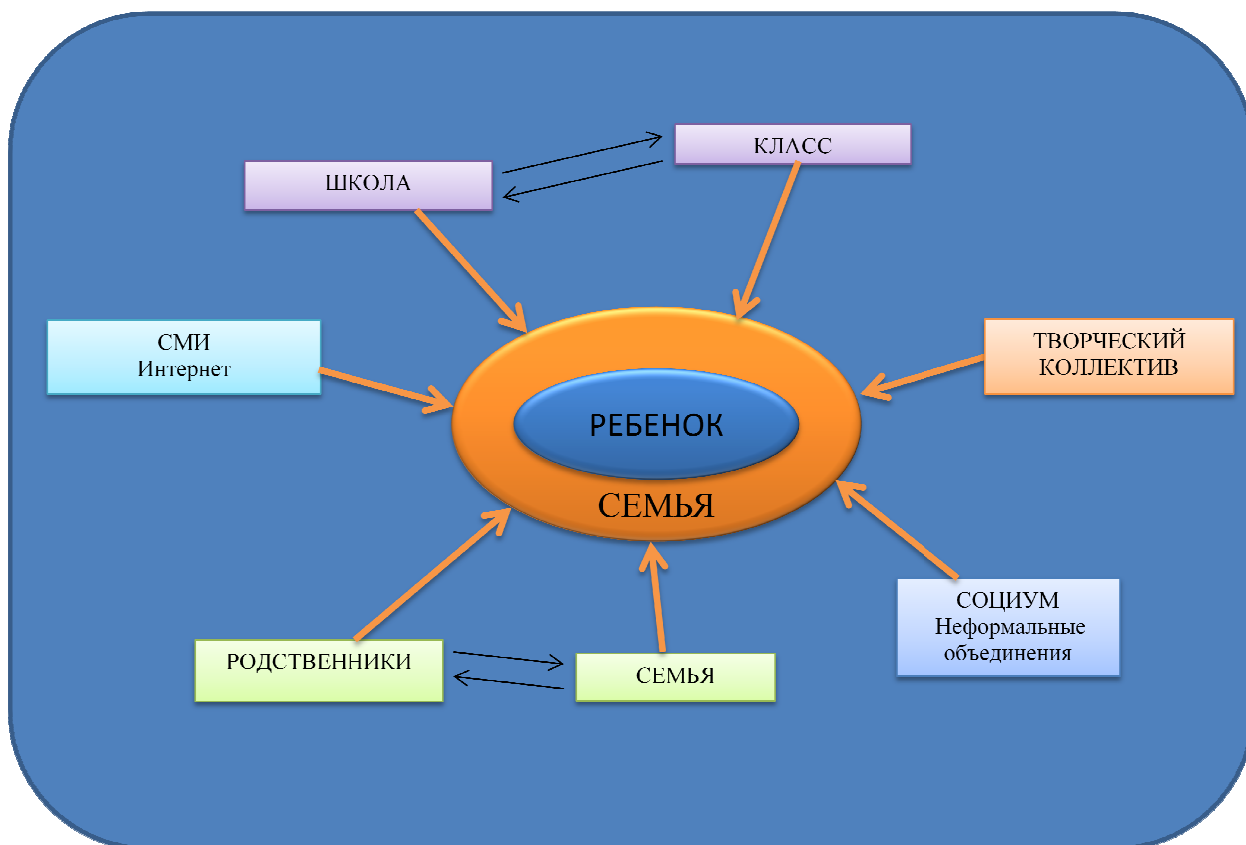 КЛАСС
ШКОЛА
СМИ
Интернет
ТВОРЧЕСКИЙ
КОЛЛЕКТИВ
РЕБЕНОК
СЕМЬЯ
СОЦИУМ
Неформальные
объединения
РОДСТВЕННИКИ
СЕМЬЯ